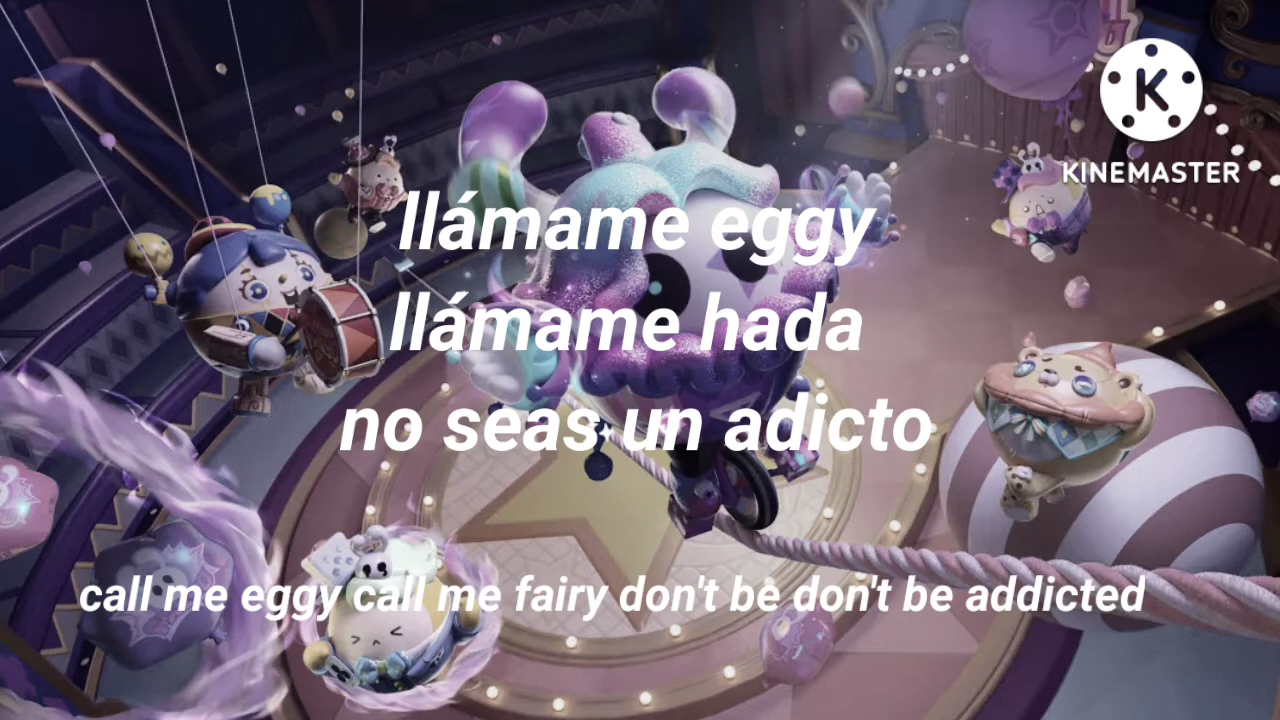 K
KINEMASTER
llámame eggy
llámame hada
no seas un adicto
call me eggy call me fairy don't be don't be addicted